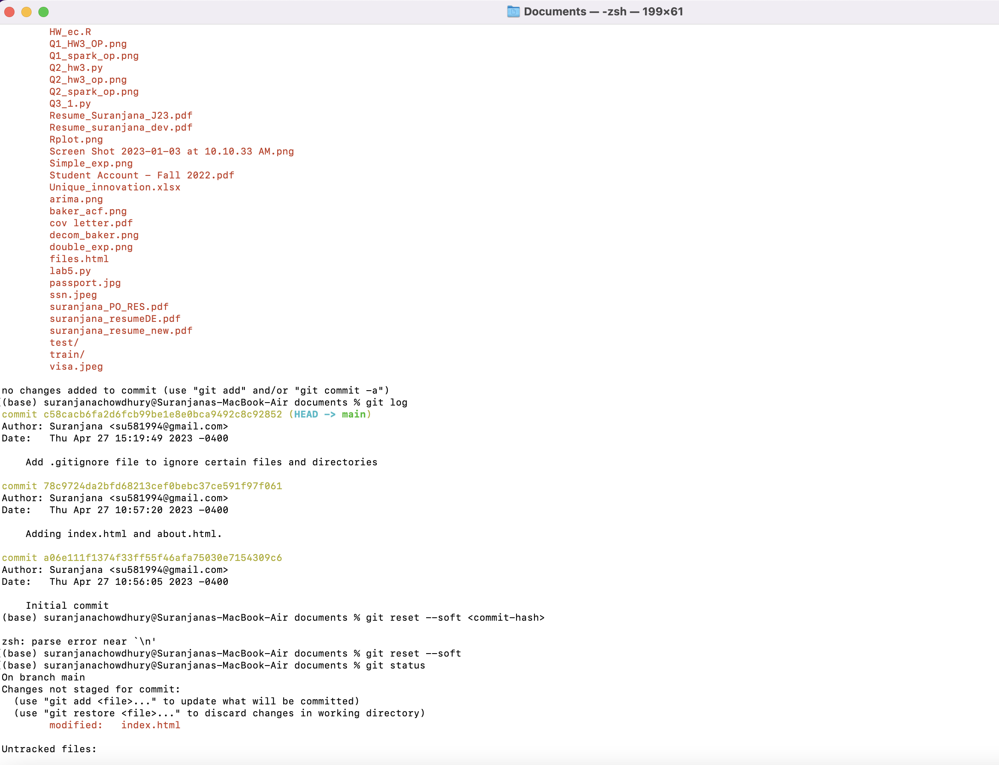 Documents — -zsh — 199×61
HW_ec.R
Q1_HW3_OP.png
Q1_spark_op.png
Q2_hw3.py
Q2_hw3_op.png
Q2_spark_op.png
Q3_1.py
Resume_Suranjana_J23.pdf
Resume_suranjana_dev.pdf
Rplot.png
Screen Shot 2023-01-03 at 10.10.33 AM.png
Simple_exp.png
Student Account - Fall 2022.pdf
Unique_innovation.xlsx
arima.png
baker_acf.png
cov letter.pdf
decom_baker.png
double_exp.png
files.html
lab5.py
passport.jpg
ssn.jpeg
suranjana_PO_RES.pdf
suranjana_resumeDE.pdf
suranjana_resume_new.pdf
test/
train/
visa.jpeg
no changes added to commit (use "git add" and/or "git commit -a")
(base) suranjanachowdhury@Suranjanas-MacBook-Air documents % git log
commit c58cacb6fa2d6fcb99be1e8e0bca9492c8c92852 (HEAD -> main)
Author: Suranjana <su581994@gmail.com>
Date:   Thu Apr 27 15:19:49 2023 -0400
Add .gitignore file to ignore certain files and directories
commit 78c9724da2bfd68213cef0bebc37ce591f97f061
Author: Suranjana <su581994@gmail.com>
Date:   Thu Apr 27 10:57:20 2023 -0400
Adding index.html and about.html.
commit a06e111f1374f33ff55f46afa75030e7154309c6
Author: Suranjana <su581994@gmail.com>
Date:   Thu Apr 27 10:56:05 2023 -0400
Initial commit
(base) suranjanachowdhury@Suranjanas-MacBook-Air documents % git reset --soft <commit-hash>
zsh: parse error near `\n'
(base) suranjanachowdhury@Suranjanas-MacBook-Air documents % git reset --soft
(base) suranjanachowdhury@Suranjanas-MacBook-Air documents % git status
On branch main
Changes not staged for commit:
(use "git add <file>..." to update what will be committed)
(use "git restore <file>..." to discard changes in working directory)
modified:   index.html
Untracked files: